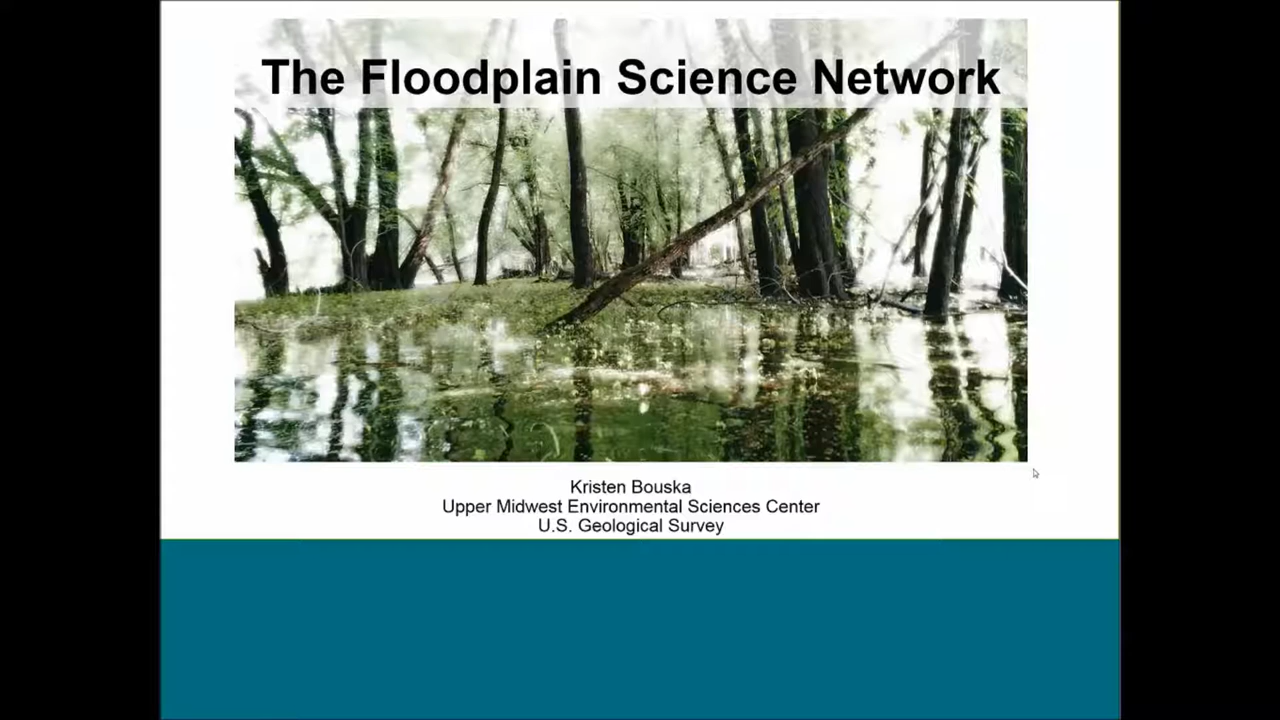 The Floodplain Science Network
Kristen Bouska
Upper Midwest Environmental Sciences Center
U.S. Geological Survey